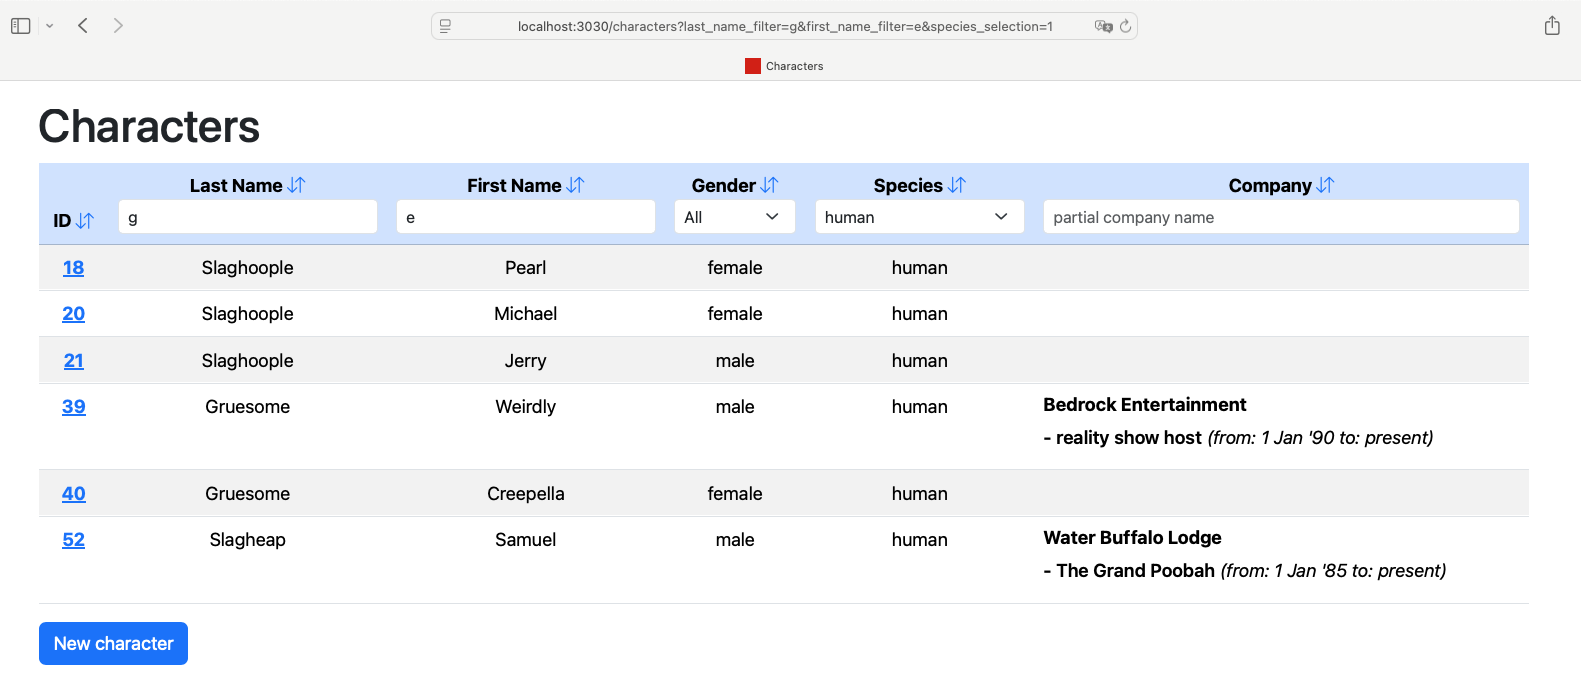 localhost:3030/characters?last_name_filter=g&first_name_filter=e&species_selection=1
Characters
Characters
ID Last Name First Name Gender Species Company
g e All human partial company name
18 Slaghoople Pearl female human
20 Slaghoople Michael female human
21 Slaghoople Jerry male human
39 Gruesome Weirdly male human Bedrock Entertainment
- reality show host (from: 1 Jan '90 to: present)
40 Gruesome Creepella female human
52 Slagheap Samuel male human Water Buffalo Lodge
- The Grand Poobah (from: 1 Jan '85 to: present)
New character